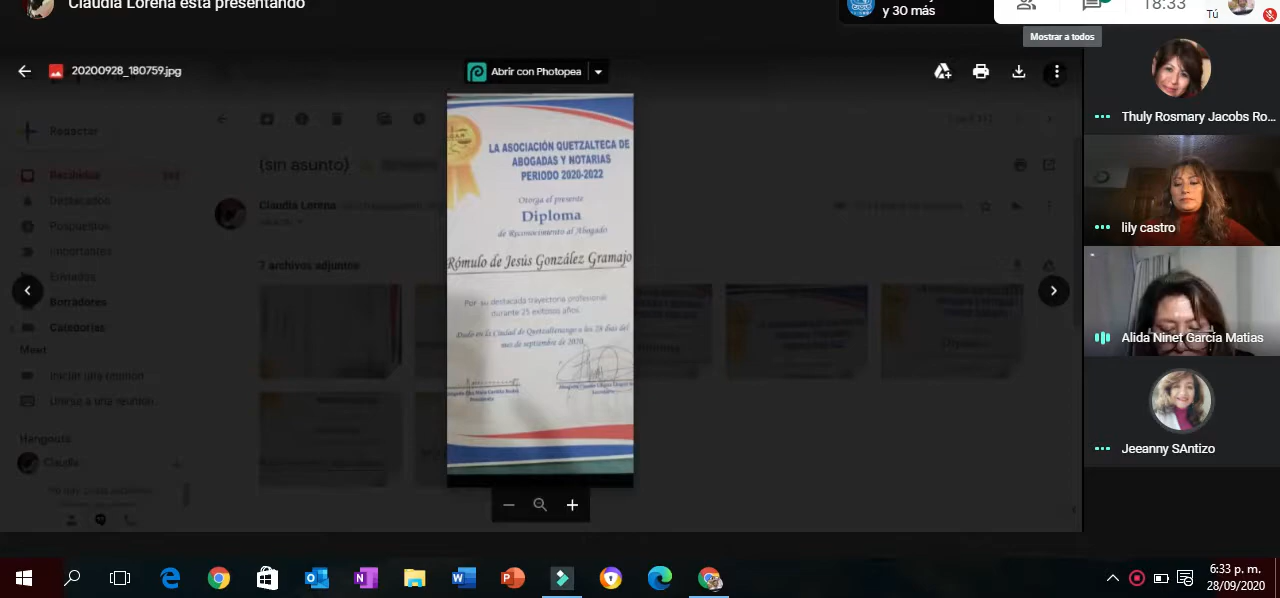 Claudia Lorena está presentando
y 30 más
18:33
Tú
Mostrar a todos
20200928_180759.jpg
Abrir con Photopea
Thuly Rosmary Jacobs Ro...
lily castro
Alida Ninet García Matias
Jeeanny SAntizo
Redactar
Recibidos
Destacados
Pospuestos
Importantes
Enviados
Borradores
Categorías
Meet
Iniciar una reunión
Unirse a una reunión
Hangouts
Claudia
(sin asunto)
Claudia Lorena
7 archivos adjuntos
LA ASOCIACIÓN QUETZALTECA DE
ABOGADAS Y NOTARIAS
PERIODO 2020-2022
Otorga el presente
Diploma
de Reconocimiento al Abogado
Rómulo de Jesús González Gramajo
Por su destacada trayectoria profesional
durante 25 exitosos años.
Dado en la Ciudad de Quetzaltenango a los 28 días del
mes de septiembre de 2020
Presidenta
Secretaria
6:33 p. m.
28/09/2020